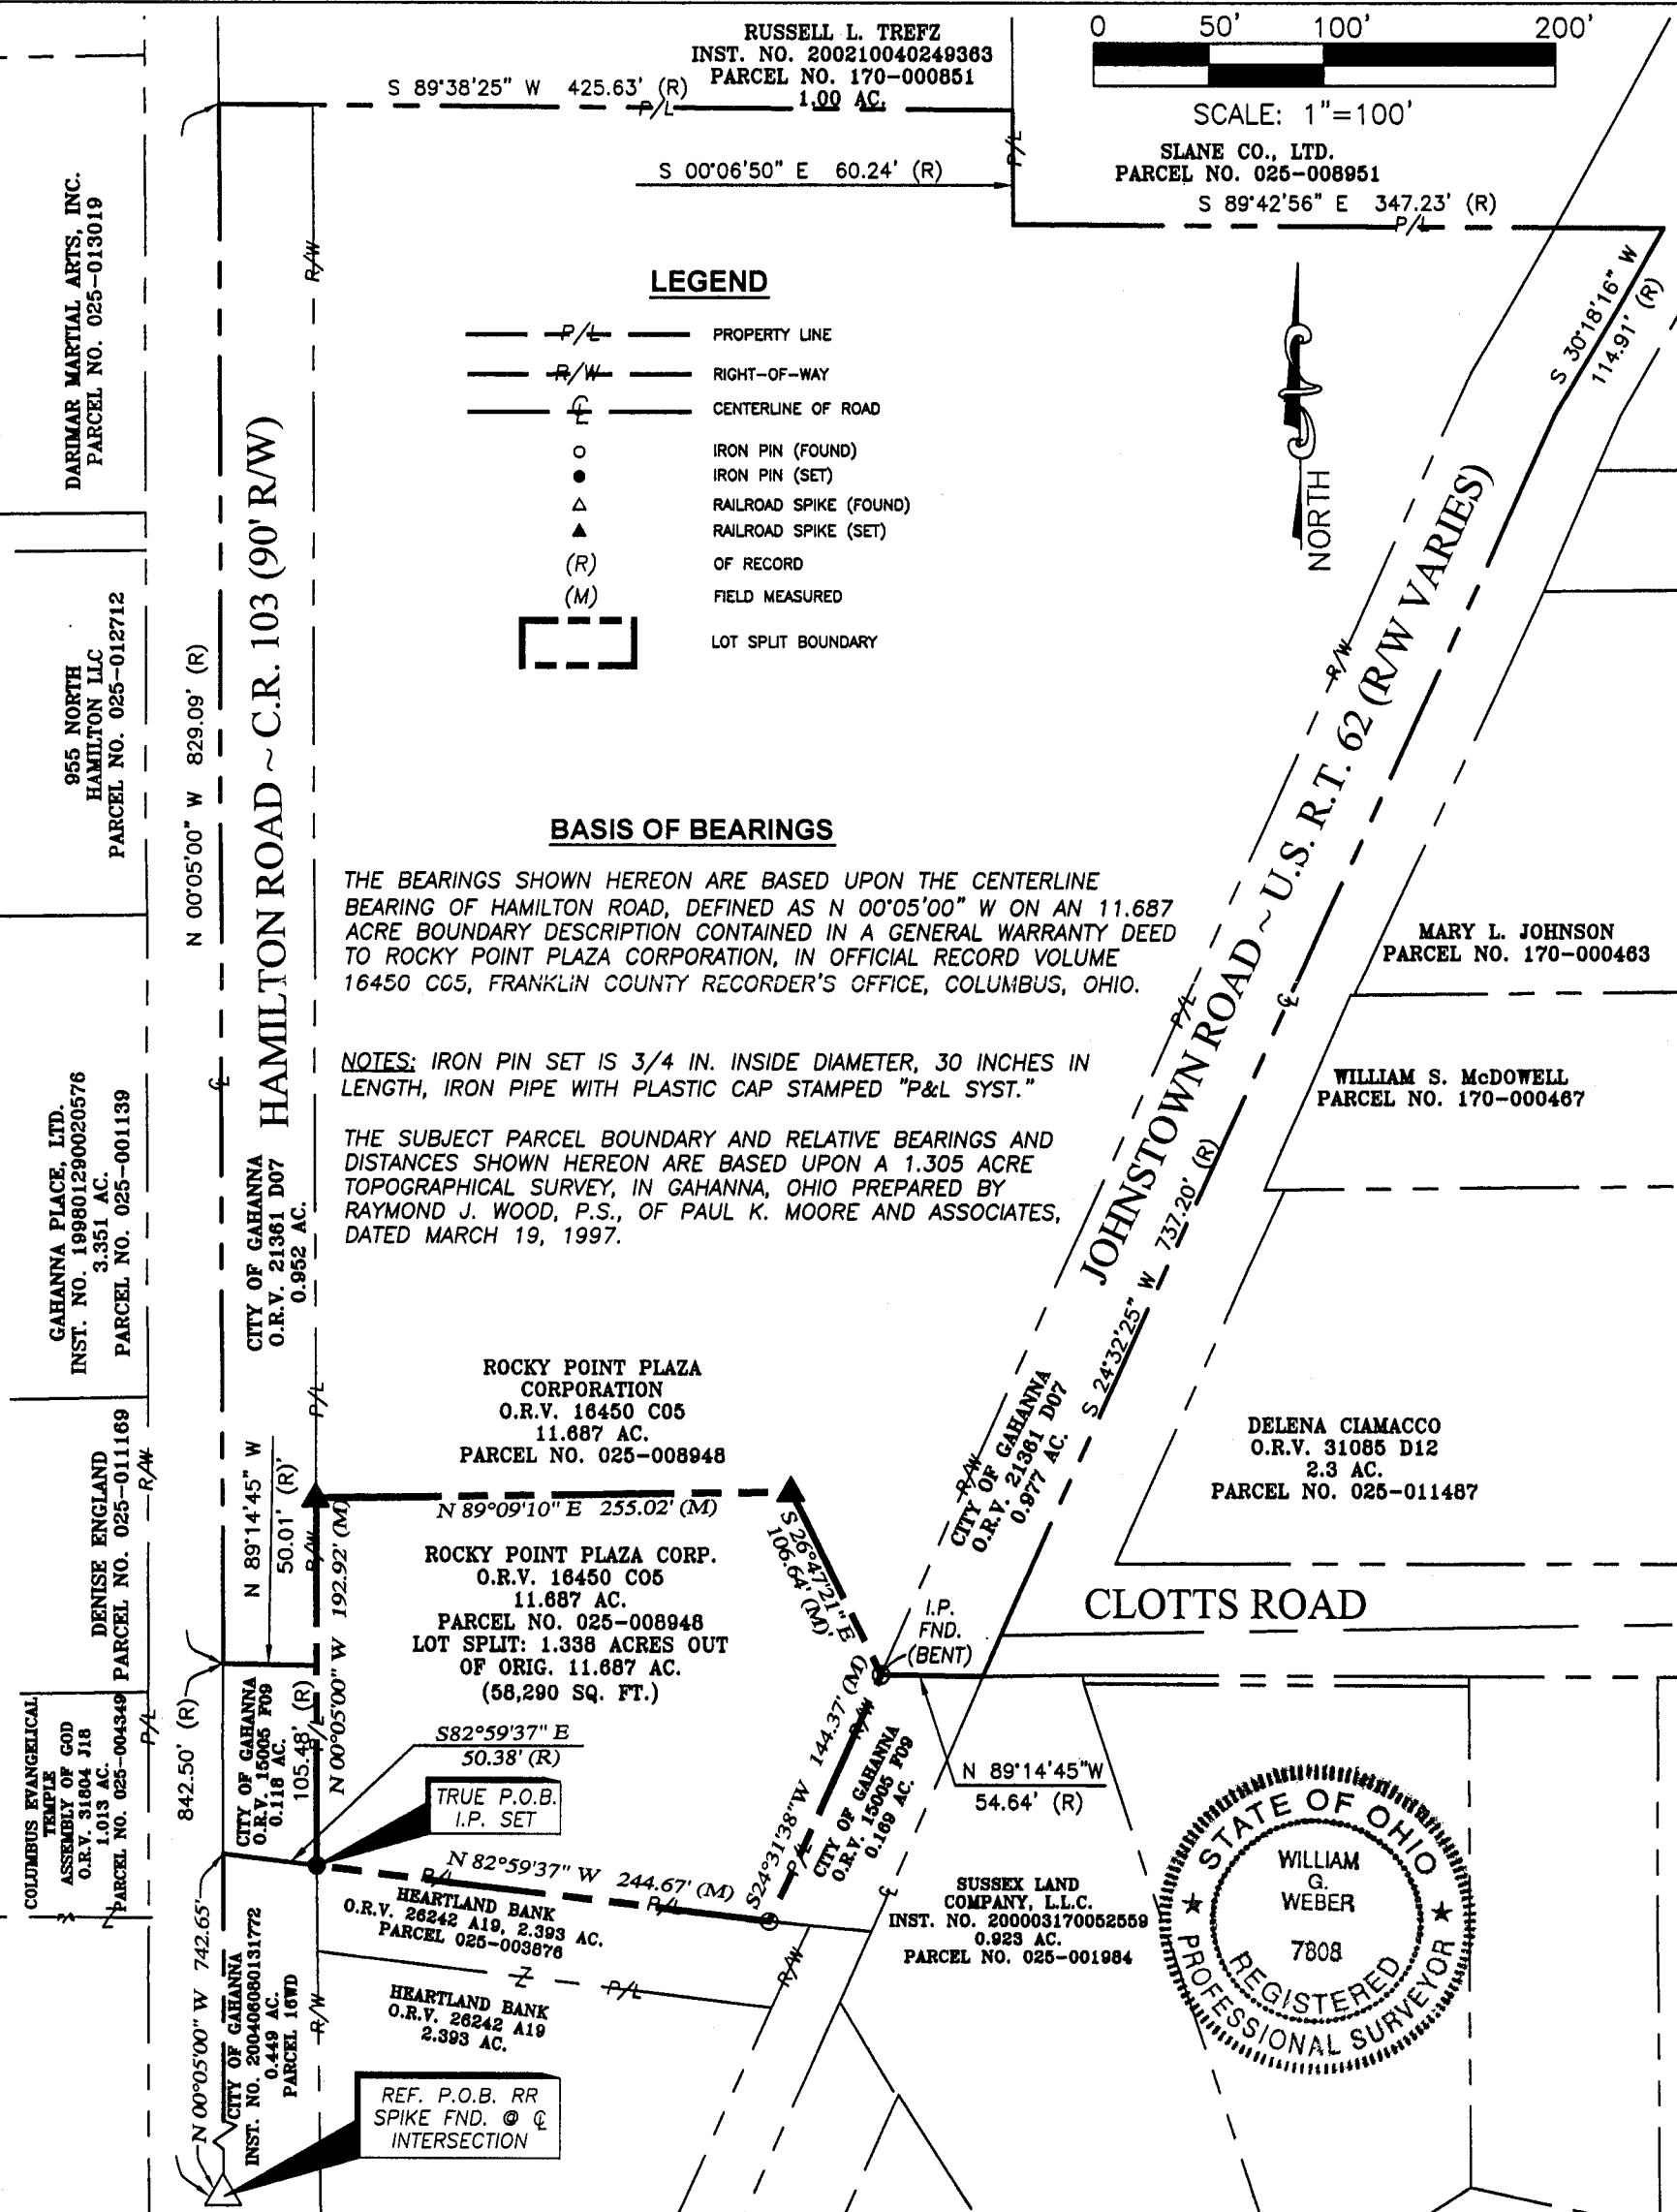 RUSSELL L. TREFZ
INST. NO. 200210040249363
PARCEL NO. 170-000851
1.00 AC.
S 89°38'25" W 425.63' (R)
P/L
0 50' 100' 200'
SCALE: 1"=100'
SLANE CO., LTD.
PARCEL NO. 025-008951
S 89°42'56" E 347.23' (R)
P/L
S 00°06'50" E 60.24' (R)
P/L
S 30°18'16" W
114.91' (R)
DARIMAR MARTIAL ARTS, INC.
PARCEL NO. 025-013019
R/W
LEGEND
P/L PROPERTY LINE
R/W RIGHT-OF-WAY
CL CENTERLINE OF ROAD
IRON PIN (FOUND)
IRON PIN (SET)
RAILROAD SPIKE (FOUND)
RAILROAD SPIKE (SET)
(R) OF RECORD
(M) FIELD MEASURED
LOT SPLIT BOUNDARY
NORTH
955 NORTH
HAMILTON LLC
PARCEL NO. 025-012712
N 00°05'00" W 829.09' (R)
HAMILTON ROAD ~ C.R. 103 (90' R/W)
CL
BASIS OF BEARINGS
THE BEARINGS SHOWN HEREON ARE BASED UPON THE CENTERLINE
BEARING OF HAMILTON ROAD, DEFINED AS N 00°05'00" W ON AN 11.687
ACRE BOUNDARY DESCRIPTION CONTAINED IN A GENERAL WARRANTY DEED
TO ROCKY POINT PLAZA CORPORATION, IN OFFICIAL RECORD VOLUME
16450 C05, FRANKLIN COUNTY RECORDER'S OFFICE, COLUMBUS, OHIO.
NOTES: IRON PIN SET IS 3/4 IN. INSIDE DIAMETER, 30 INCHES IN
LENGTH, IRON PIPE WITH PLASTIC CAP STAMPED "P&L SYST."
THE SUBJECT PARCEL BOUNDARY AND RELATIVE BEARINGS AND
DISTANCES SHOWN HEREON ARE BASED UPON A 1.305 ACRE
TOPOGRAPHICAL SURVEY, IN GAHANNA, OHIO PREPARED BY
RAYMOND J. WOOD, P.S., OF PAUL K. MOORE AND ASSOCIATES,
DATED MARCH 19, 1997.
R/W
P/L
JOHNSTOWN ROAD ~ U.S. R.T. 62 (R/W VARIES)
CL
S 24°32'25" W 737.20' (R)
MARY L. JOHNSON
PARCEL NO. 170-000463
WILLIAM S. McDOWELL
PARCEL NO. 170-000467
GAHANNA PLACE, LTD.
INST. NO. 199801290020576
3.351 AC.
PARCEL NO. 025-001139
CITY OF GAHANNA
O.R.V. 21361 D07
0.952 AC.
P/L
ROCKY POINT PLAZA
CORPORATION
O.R.V. 16450 C05
11.687 AC.
PARCEL NO. 025-008948
CITY OF GAHANNA
O.R.V. 21361 D07
0.977 AC.
R/W
DELENA CIAMACCO
O.R.V. 31085 D12
2.3 AC.
PARCEL NO. 025-011487
DENISE ENGLAND
PARCEL NO. 025-011169
R/W
N 89°14'45" W
50.01' (R)'
R/W
N 89°09'10" E 255.02' (M)
S 26°47'21" E
106.64' (M)'
N 00°05'00" W 192.92' (M)
ROCKY POINT PLAZA CORP.
O.R.V. 16450 C05
11.687 AC.
PARCEL NO. 025-008948
LOT SPLIT: 1.338 ACRES OUT
OF ORIG. 11.687 AC.
(58,290 SQ. FT.)
CLOTTS ROAD
I.P.
FND.
(BENT)
COLUMBUS EVANGELICAL
TEMPLE
ASSEMBLY OF GOD
O.R.V. 31804 J18
1.013 AC.
PARCEL NO. 025-004349
P/L
842.50' (R)
CITY OF GAHANNA
O.R.V. 15005 F09
0.118 AC.
105.48' (R)
P/L
S82°59'37" E
50.38' (R)
TRUE P.O.B.
I.P. SET
S24°31'38"W 144.37' (M)
R/W
P/L
CITY OF GAHANNA
O.R.V. 15005 F09
0.169 AC.
CL
N 89°14'45"W
54.64' (R)
N 82°59'37" W 244.67' (M)
P/L
P/L
HEARTLAND BANK
O.R.V. 26242 A19, 2.393 AC.
PARCEL 025-003876
SUSSEX LAND
COMPANY, L.L.C.
INST. NO. 200003170052559
0.923 AC.
PARCEL NO. 025-001984
STATE OF OHIO
WILLIAM
G.
WEBER
7808
REGISTERED
PROFESSIONAL SURVEYOR
N 00°05'00" W 742.65'
CITY OF GAHANNA
INST. NO. 200406080131772
0.449 AC.
PARCEL 16WD
R/W
Z P/L
R/W
HEARTLAND BANK
O.R.V. 26242 A19
2.393 AC.
REF. P.O.B. RR
SPIKE FND. @ CL
INTERSECTION